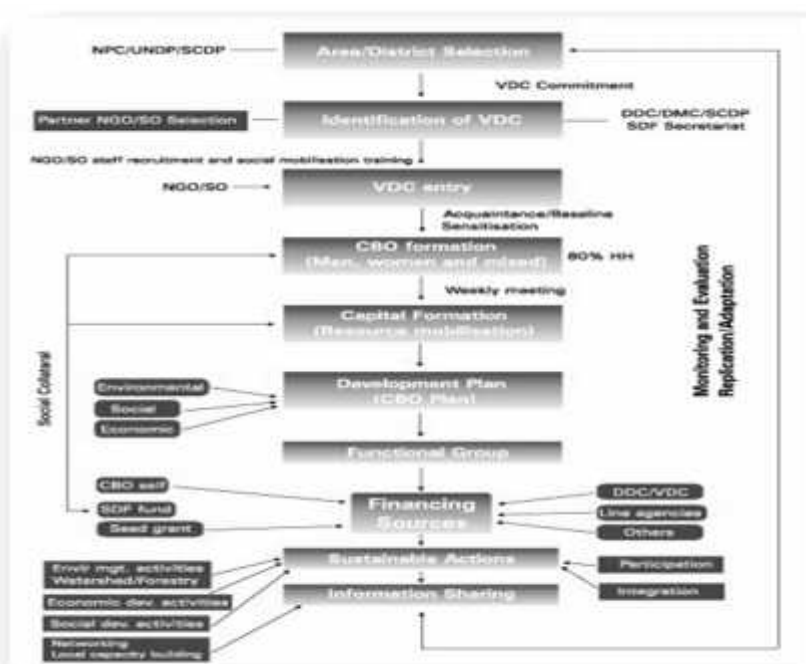 NPC/UNDP/SCDP
Area/District Selection
VDC Commitment
Partner NGO/SO Selection
Identification of VDC
DDC/DMC/SCDP
SDF Secretariat
NGO/SO staff recruitment and social mobilisation training
NGO/SO
VDC entry
Acquaintance/Baseline
Sensitisation
CBO formation
(Men, women and mixed)
80% HH
Weekly meeting
Capital Formation
(Resource mobilisation)
Social Collateral
Monitoring and Evaluation
Replication/Adaptation
Environmental
Social
Economic
Development Plan
(CBO Plan)
Functional Group
CBO self
SDF fund
Seed grant
Financing
Sources
DDC/VDC
Line agencies
Others
Sustainable Actions
Envir mgt. activities
Watershed/Forestry
Economic dev. activities
Social dev. activities
Participation
Integration
Information Sharing
Networking
Local capacity building